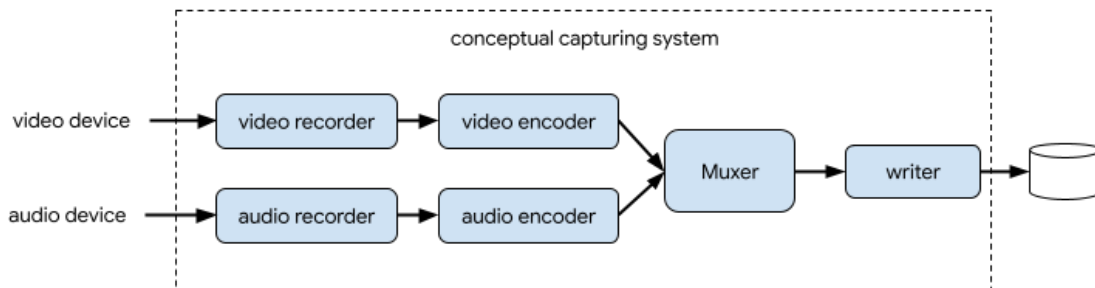 conceptual capturing system
video device
video recorder
video encoder
Muxer
writer
audio device
audio recorder
audio encoder